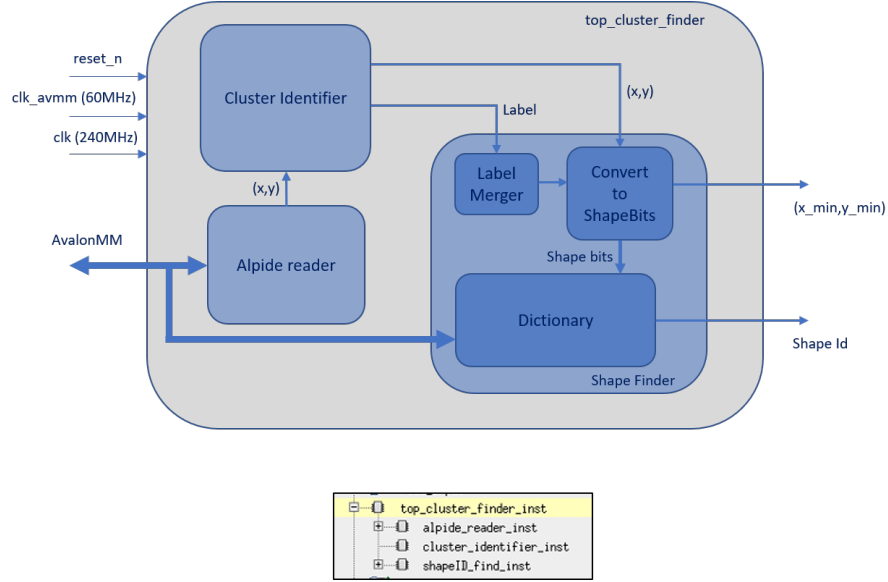 top_cluster_finder
reset_n
clk_avmm (60MHz)
clk (240MHz)
Cluster Identifier
(x,y)
Label
Label
Merger
Convert
to
ShapeBits
(x,y)
(x_min,y_min)
AvalonMM
Alpide reader
Shape bits
Dictionary
Shape Id
Shape Finder
top_cluster_finder_inst
alpide_reader_inst
cluster_identifier_inst
shapeID_find_inst